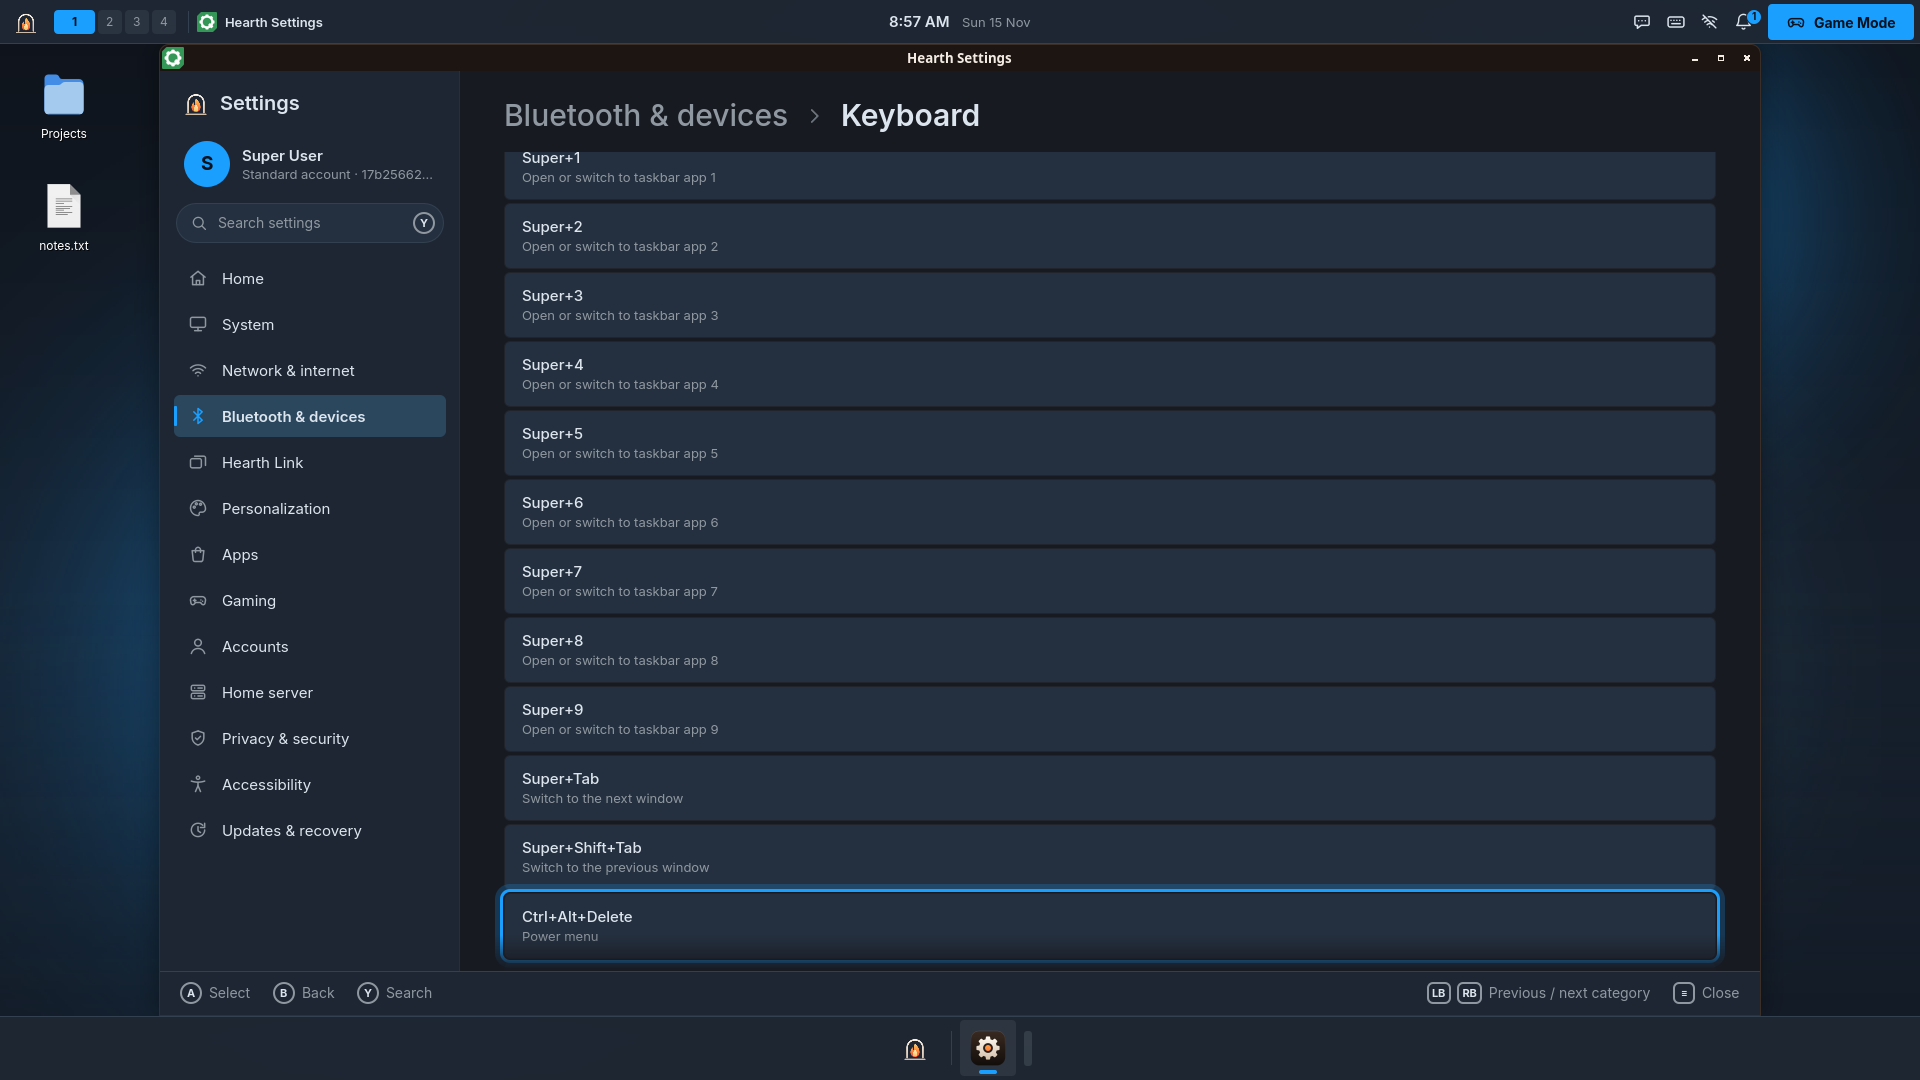 1 2 3 4 Hearth Settings 8:57 AM Sun 15 Nov 1 Game Mode
Hearth Settings
Projects
notes.txt
Settings
S Super User
Standard account · 17b25662...
Search settings Y
Home
System
Network & internet
Bluetooth & devices
Hearth Link
Personalization
Apps
Gaming
Accounts
Home server
Privacy & security
Accessibility
Updates & recovery
Bluetooth & devices > Keyboard
Super+1
Open or switch to taskbar app 1
Super+2
Open or switch to taskbar app 2
Super+3
Open or switch to taskbar app 3
Super+4
Open or switch to taskbar app 4
Super+5
Open or switch to taskbar app 5
Super+6
Open or switch to taskbar app 6
Super+7
Open or switch to taskbar app 7
Super+8
Open or switch to taskbar app 8
Super+9
Open or switch to taskbar app 9
Super+Tab
Switch to the next window
Super+Shift+Tab
Switch to the previous window
Ctrl+Alt+Delete
Power menu
A Select B Back Y Search LB RB Previous / next category ≡ Close